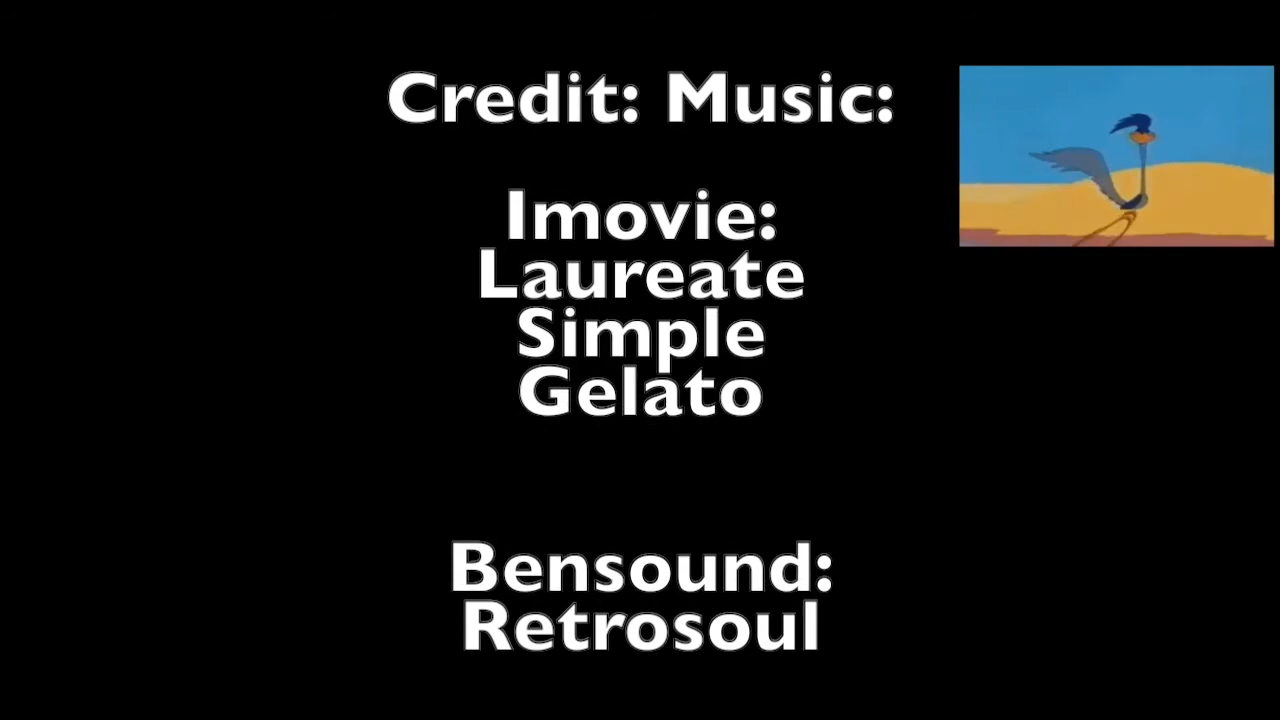 Credit: Music:
Imovie:
Laureate
Simple
Gelato
Bensound:
Retrosoul